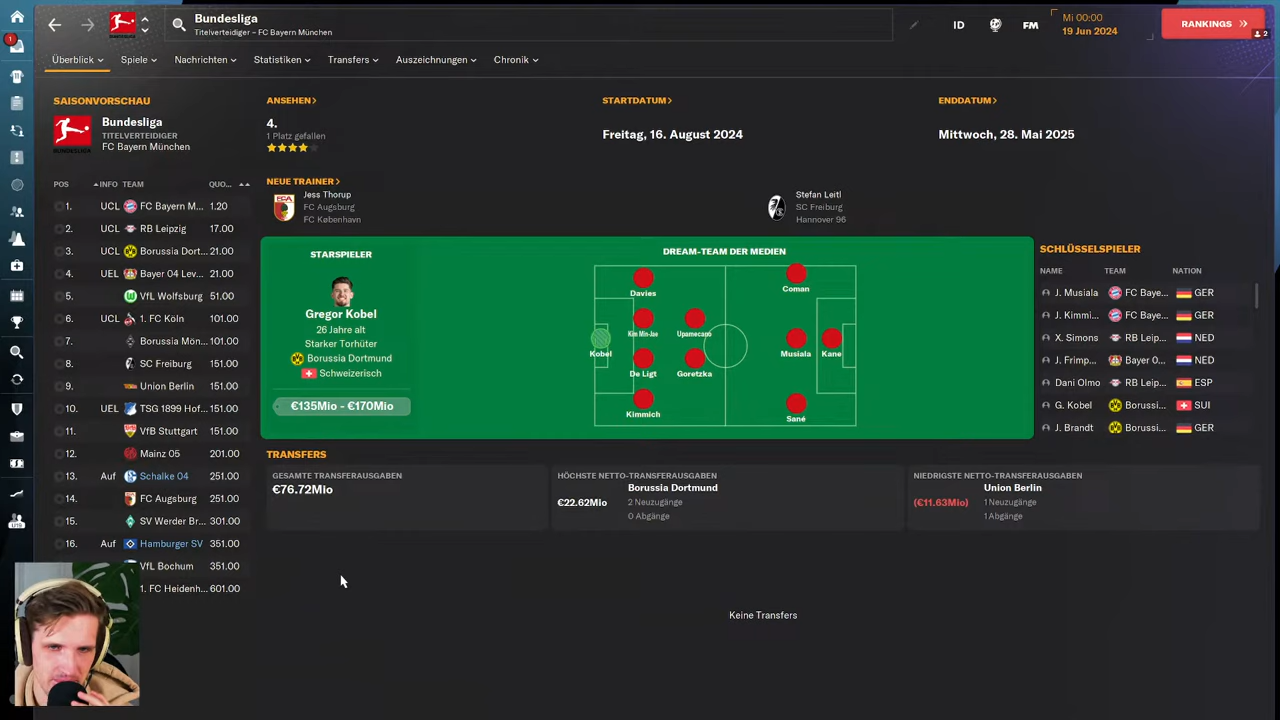 Bundesliga
Titelverteidiger – FC Bayern München
ID
FM
Mi 00:00
19 Jun 2024
RANKINGS
2
1
Überblick
Spiele
Nachrichten
Statistiken
Transfers
Auszeichnungen
Chronik
SAISONVORSCHAU
Bundesliga
TITELVERTEIDIGER
FC Bayern München
BUNDESLIGA
ANSEHEN
4.
1 Platz gefallen
STARTDATUM
Freitag, 16. August 2024
ENDDATUM
Mittwoch, 28. Mai 2025
NEUE TRAINER
Jess Thorup
FC Augsburg
FC København
Stefan Leitl
SC Freiburg
Hannover 96
POS INFO TEAM QUO...
1. UCL FC Bayern M... 1.20
2. UCL RB Leipzig 17.00
3. UCL Borussia Dort... 21.00
4. UEL Bayer 04 Lev... 21.00
5. VfL Wolfsburg 51.00
6. UCL 1. FC Koln 101.00
7. Borussia Mön... 101.00
8. SC Freiburg 151.00
9. Union Berlin 151.00
10. UEL TSG 1899 Hof... 151.00
11. VfB Stuttgart 151.00
12. Mainz 05 201.00
13. Auf Schalke 04 251.00
14. FC Augsburg 251.00
15. SV Werder Br... 301.00
16. Auf Hamburger SV 351.00
VfL Bochum 351.00
1. FC Heidenh... 601.00
U19
STARSPIELER
Gregor Kobel
26 Jahre alt
Starker Torhüter
Borussia Dortmund
Schweizerisch
€135Mio - €170Mio
DREAM-TEAM DER MEDIEN
Davies
Coman
Kim Min-Jae
Upamecano
Kobel
Musiala
Kane
De Ligt
Goretzka
Kimmich
Sané
SCHLÜSSELSPIELER
NAME TEAM NATION
J. Musiala FC Baye... GER
J. Kimmi... FC Baye... GER
X. Simons RB Leip... NED
J. Frimp... Bayer 0... NED
Dani Olmo RB Leip... ESP
G. Kobel Borussi... SUI
J. Brandt Borussi... GER
TRANSFERS
GESAMTE TRANSFERAUSGABEN
€76.72Mio
HÖCHSTE NETTO-TRANSFERAUSGABEN
€22.62Mio
Borussia Dortmund
2 Neuzugänge
0 Abgänge
NIEDRIGSTE NETTO-TRANSFERAUSGABEN
(€11.63Mio)
Union Berlin
1 Neuzugänge
1 Abgänge
Keine Transfers